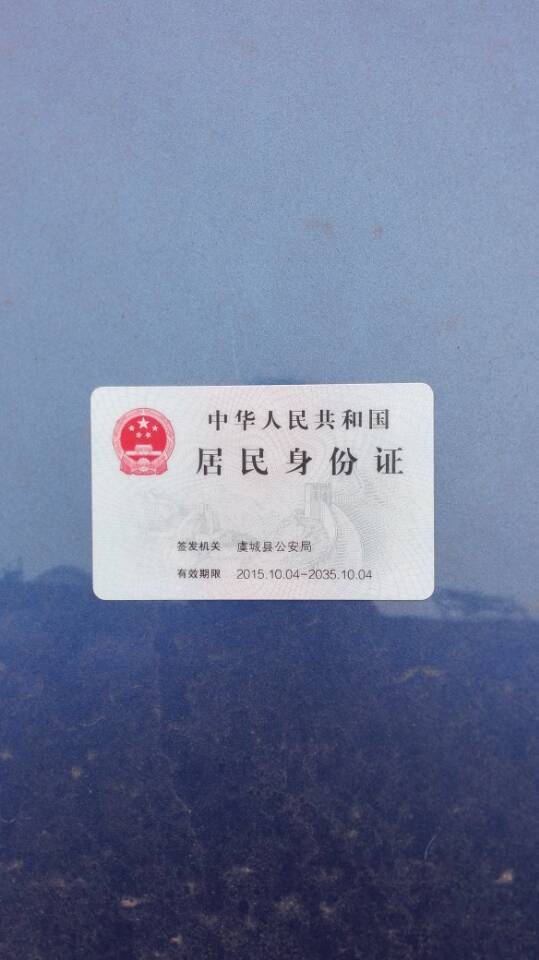 中华人民共和国
居民身份证
签发机关 虞城县公安局
有效期限 2015.10.04-2035.10.04